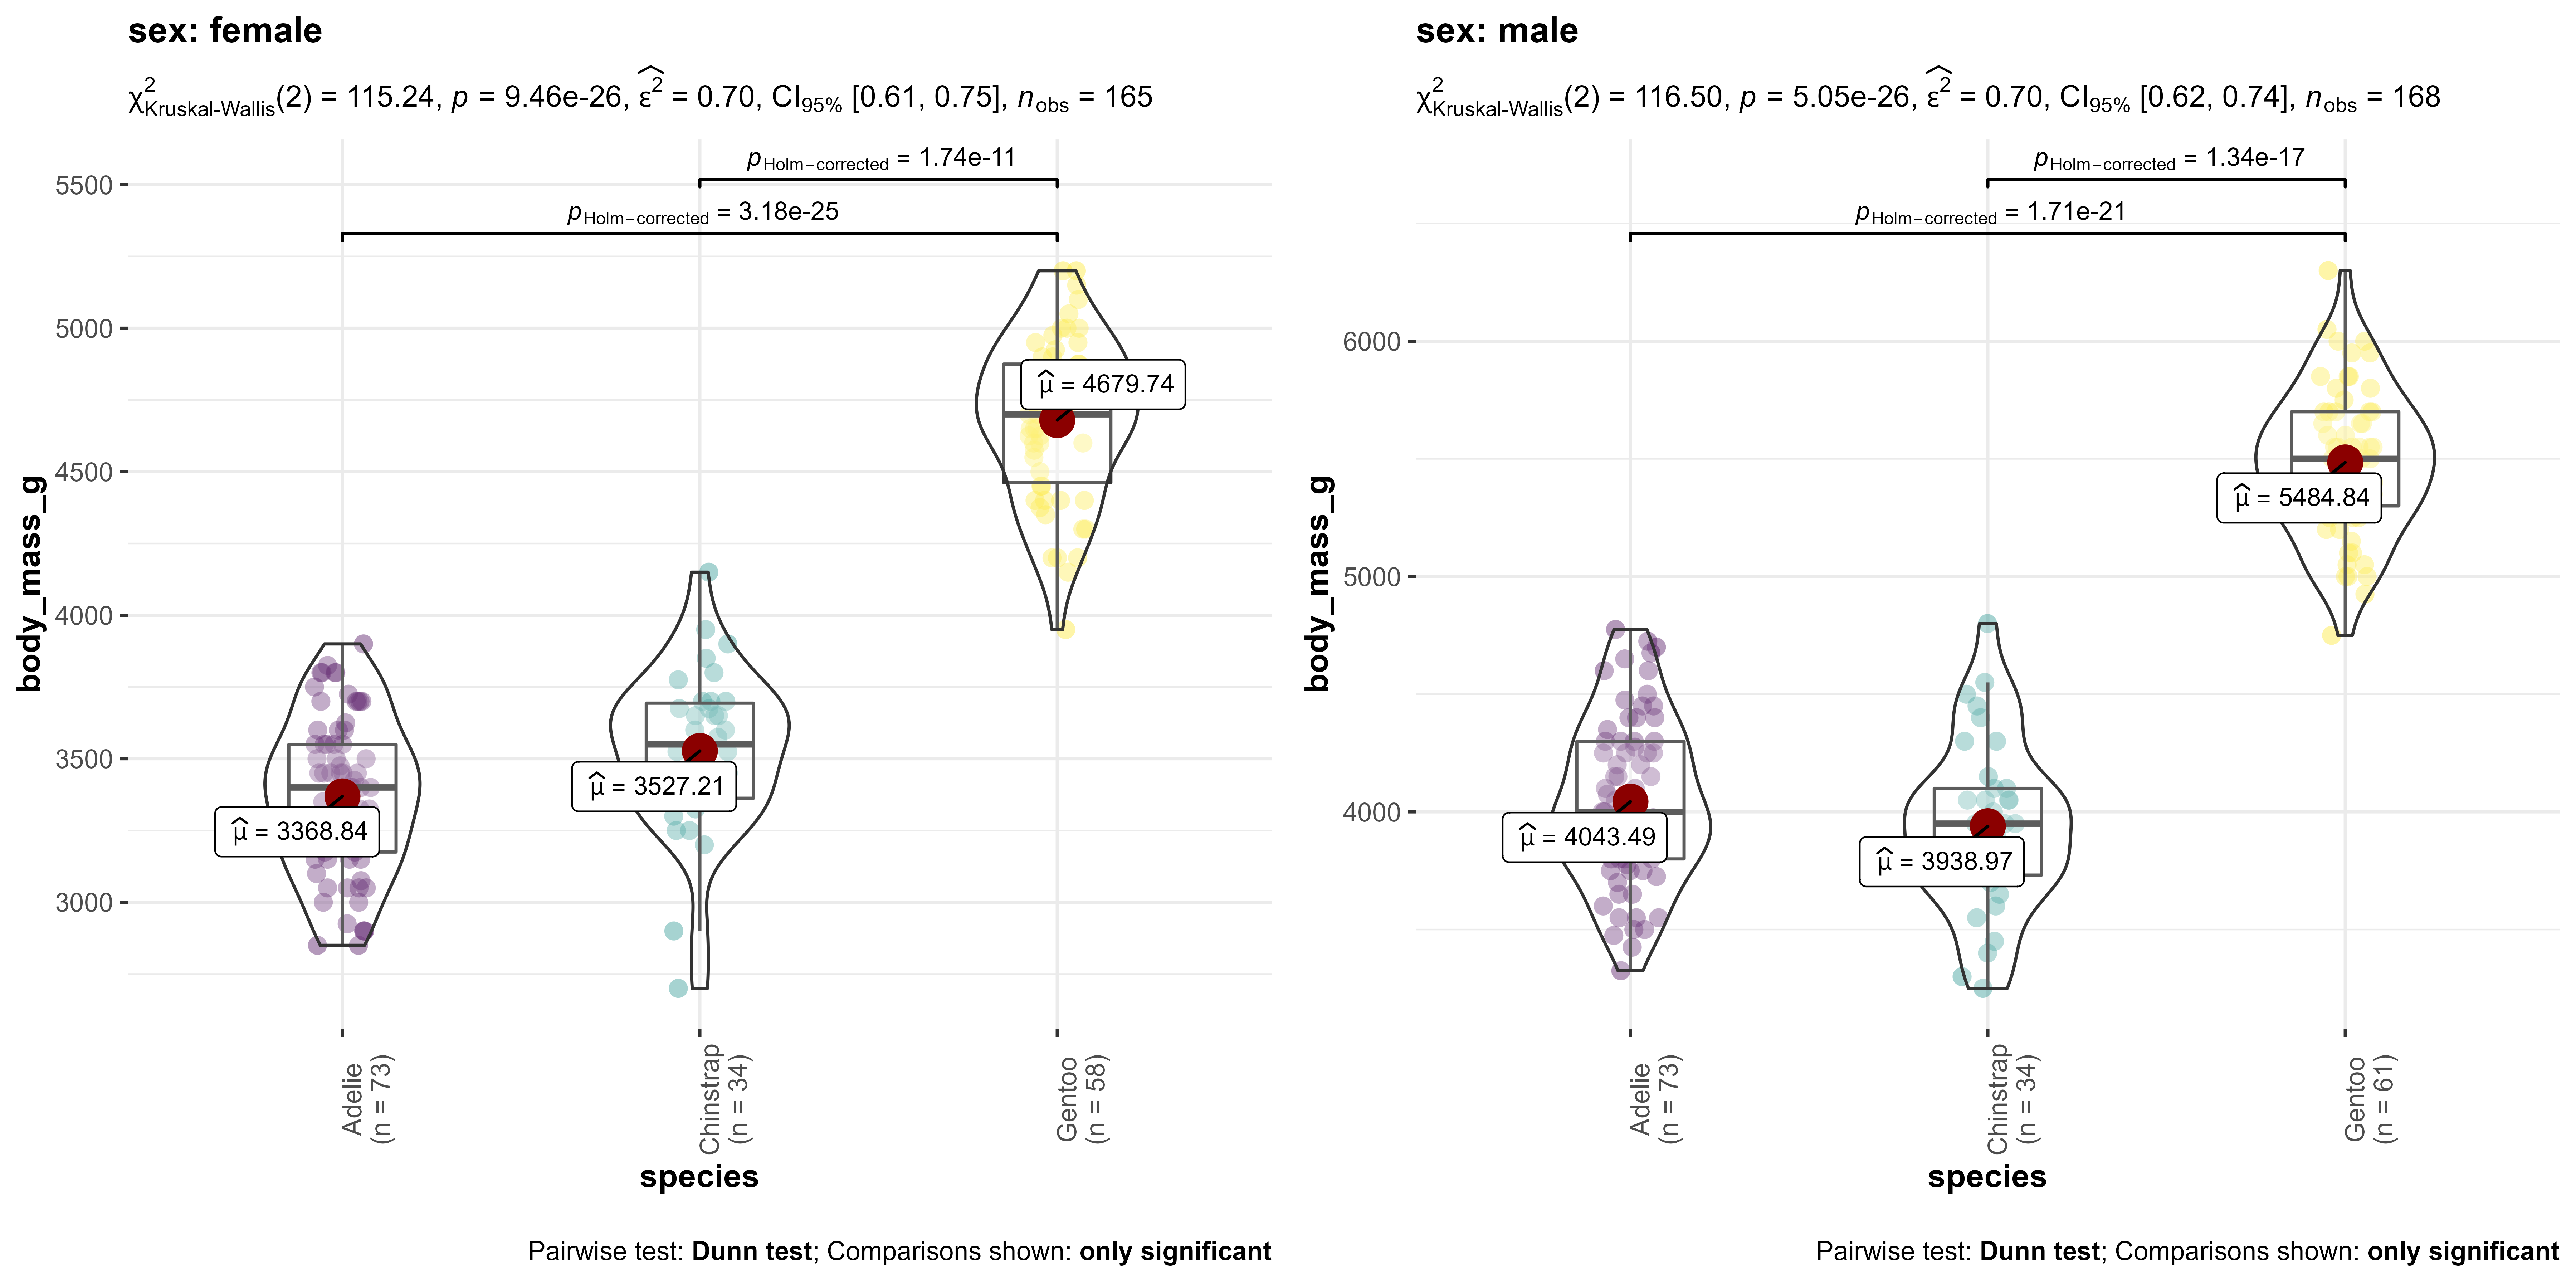 sex: female
χ²Kruskal-Wallis(2) = 115.24, p = 9.46e-26, ε̂² = 0.70, CI95% [0.61, 0.75], nobs = 165
pHolm−corrected = 1.74e-11
pHolm−corrected = 3.18e-25
5500
5000
4500
4000
3500
3000
body_mass_g
μ̂ = 3368.84
μ̂ = 3527.21
μ̂ = 4679.74
Adelie
(n = 73)
Chinstrap
(n = 34)
Gentoo
(n = 58)
species
Pairwise test: Dunn test; Comparisons shown: only significant
sex: male
χ²Kruskal-Wallis(2) = 116.50, p = 5.05e-26, ε̂² = 0.70, CI95% [0.62, 0.74], nobs = 168
pHolm−corrected = 1.34e-17
pHolm−corrected = 1.71e-21
6000
5000
4000
body_mass_g
μ̂ = 4043.49
μ̂ = 3938.97
μ̂ = 5484.84
Adelie
(n = 73)
Chinstrap
(n = 34)
Gentoo
(n = 61)
species
Pairwise test: Dunn test; Comparisons shown: only significant